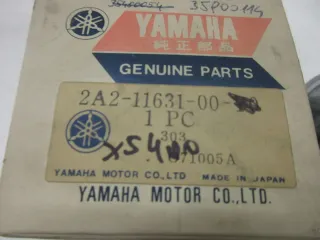 35P00114
YAMAHA
純正部品
GENUINE PARTS
2A2-11631-00-
1 PC
303
XS400
871005A
YAMAHA MOTOR CO.,LTD. MADE IN JAPAN
YAMAHA MOTOR CO.,LTD.